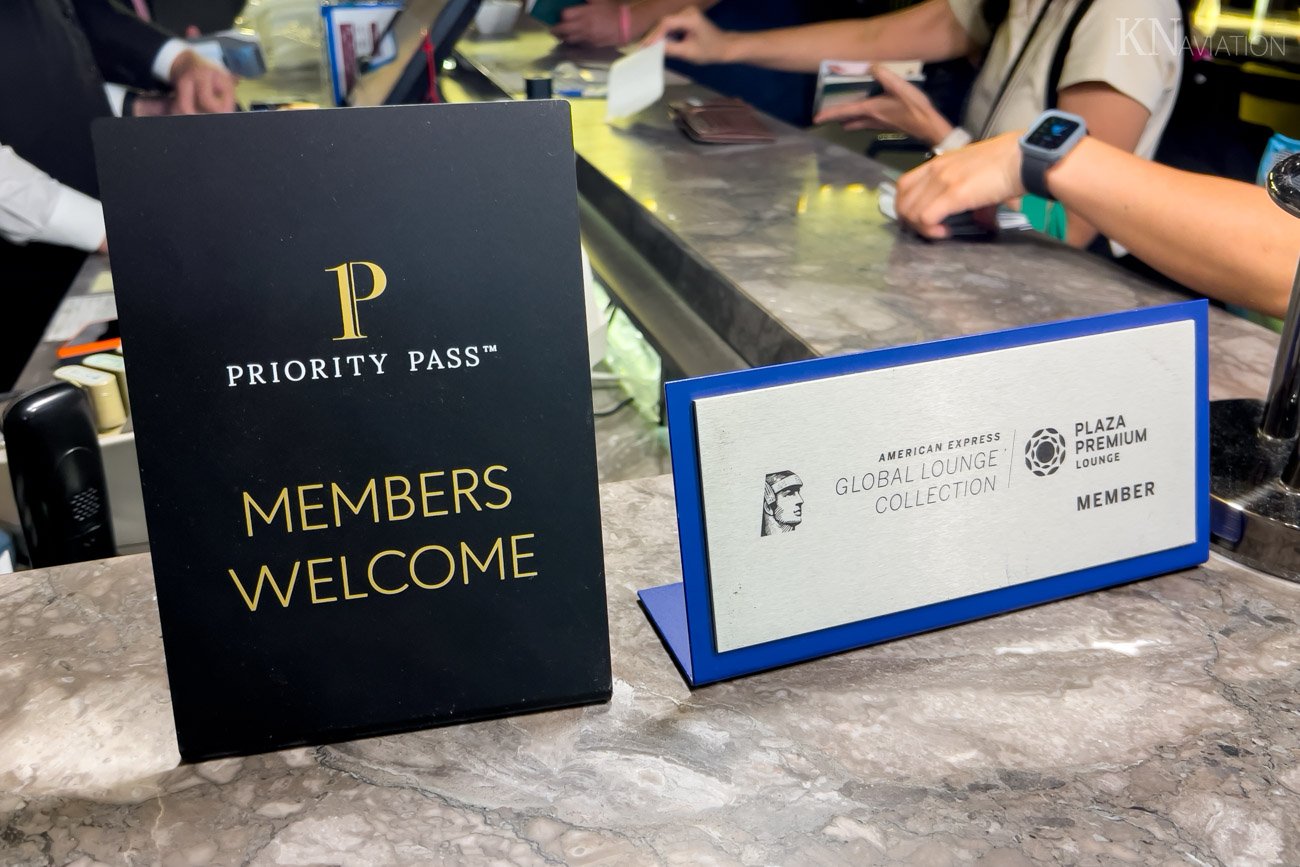 KN AVIATION
P
PRIORITY PASS™
MEMBERS
WELCOME
AMERICAN EXPRESS
GLOBAL LOUNGE
COLLECTION
PLAZA
PREMIUM
LOUNGE
MEMBER